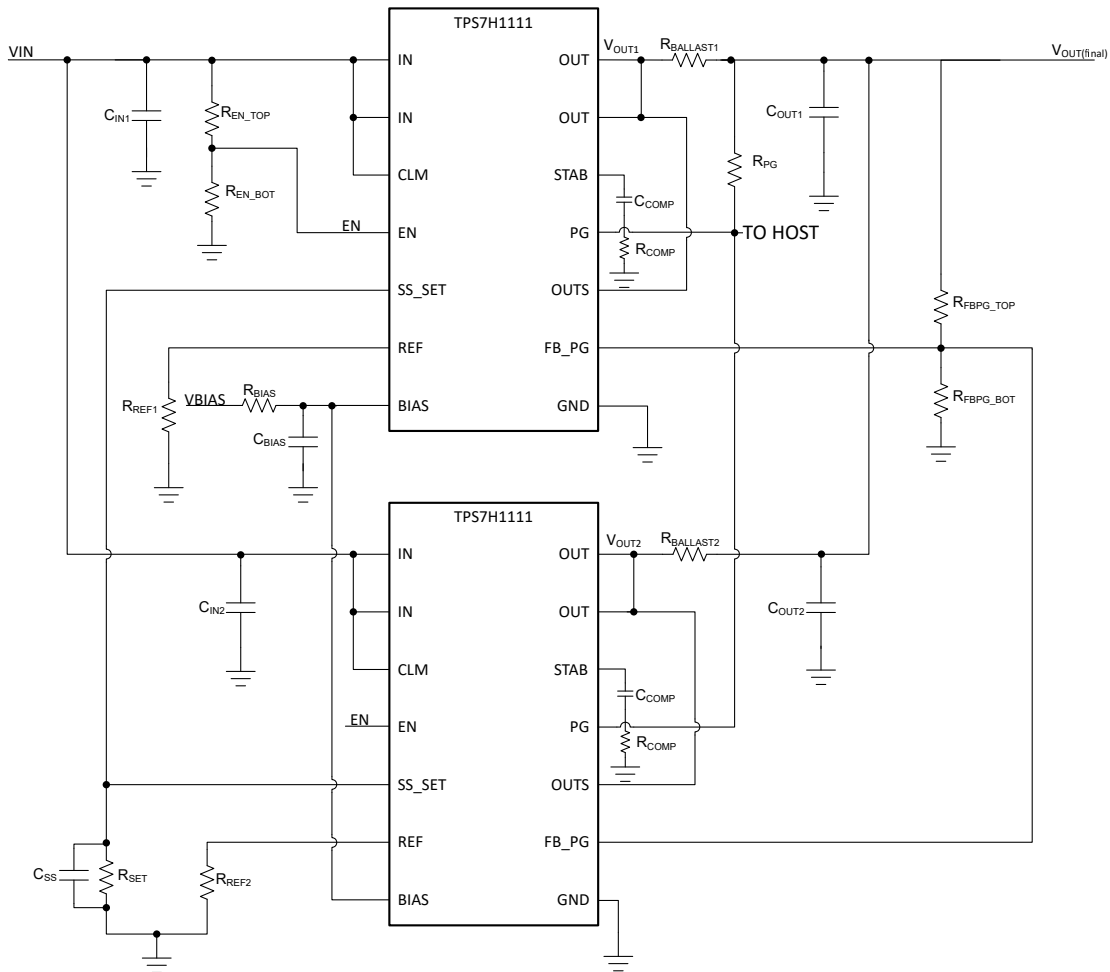 TPS7H1111
VIN
IN
OUT
V_OUT1
R_BALLAST1
V_OUT(final)
C_IN1
R_EN_TOP
IN
OUT
C_OUT1
R_PG
CLM
STAB
C_COMP
R_EN_BOT
EN
EN
PG
R_COMP
TO HOST
SS_SET
OUTS
R_FBPG_TOP
REF
FB_PG
R_REF1
VBIAS
R_BIAS
BIAS
GND
R_FBPG_BOT
C_BIAS
TPS7H1111
IN
OUT
V_OUT2
R_BALLAST2
C_IN2
IN
OUT
C_OUT2
CLM
STAB
C_COMP
EN
EN
PG
R_COMP
SS_SET
OUTS
REF
FB_PG
C_SS
R_SET
R_REF2
BIAS
GND